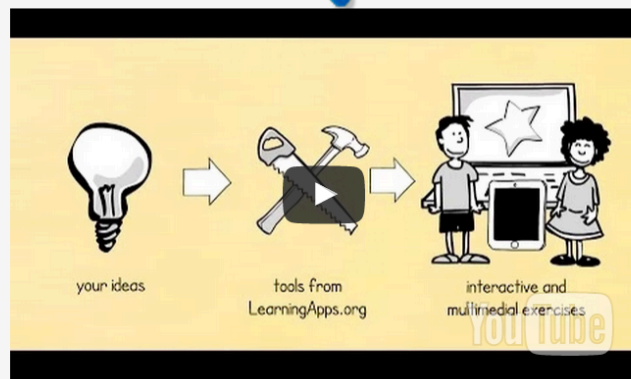 your ideas
tools from
LearningApps.org
interactive and
multimedial exercises
YouTube